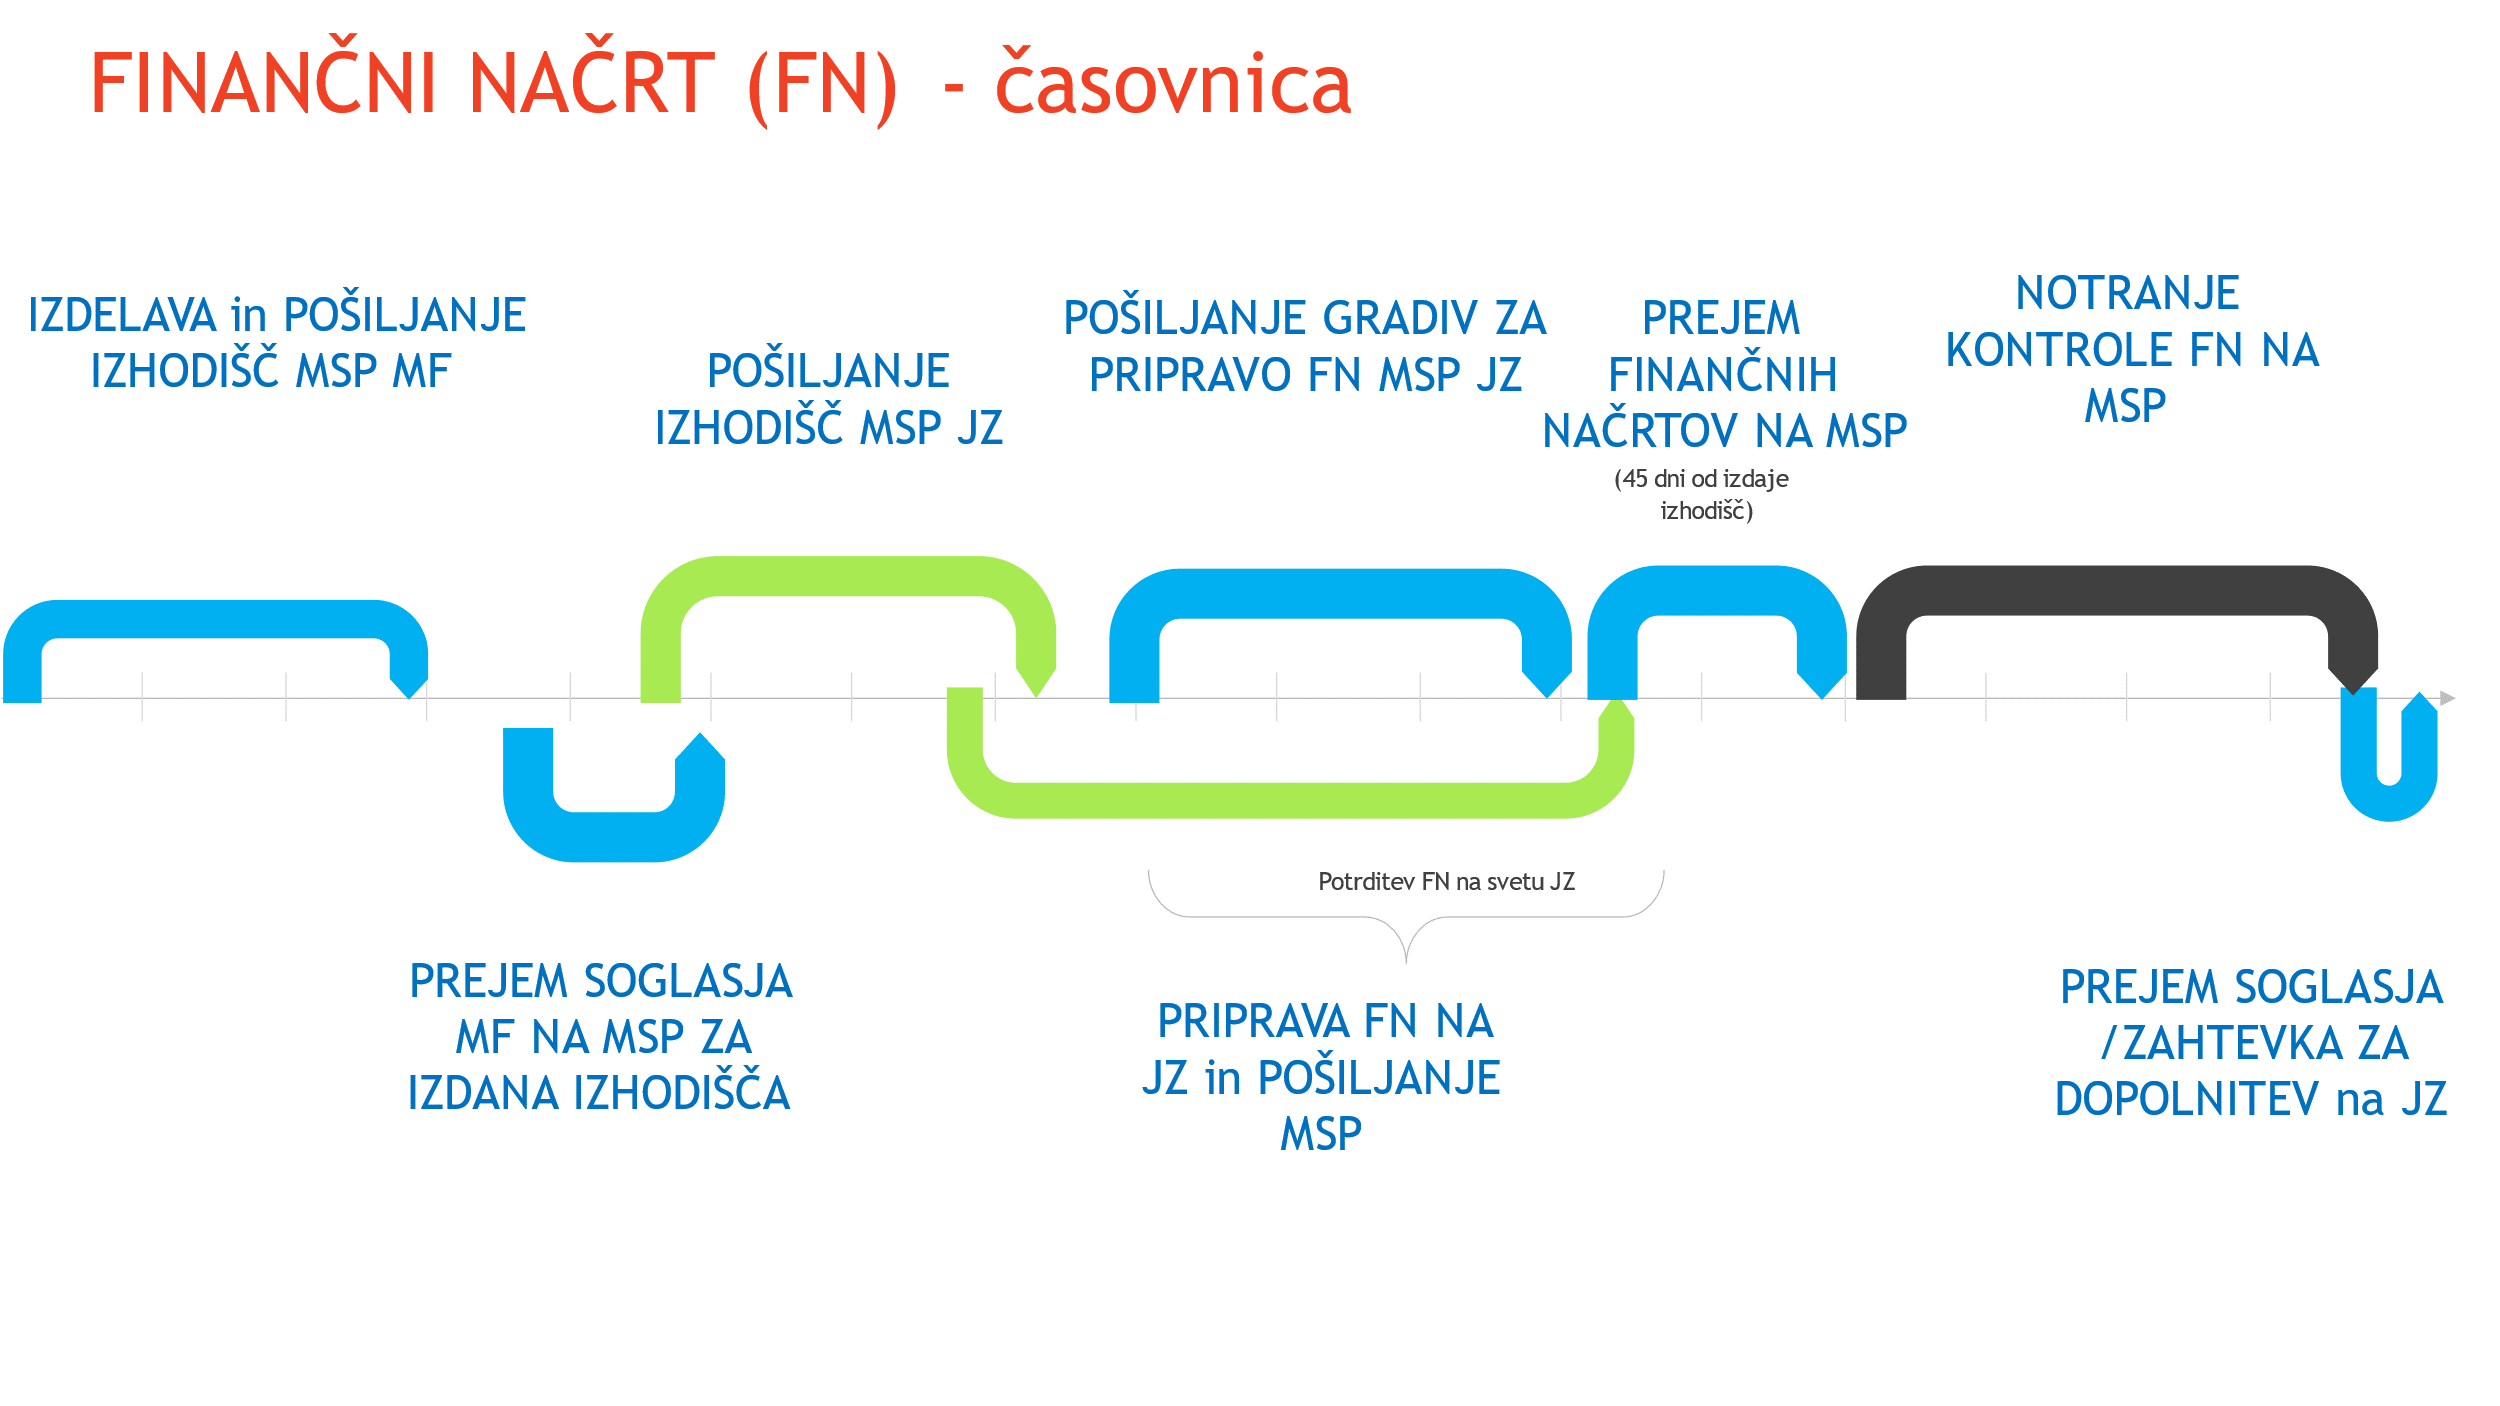 FINANČNI NAČRT (FN) - časovnica
IZDELAVA in POŠILJANJE
IZHODIŠČ MSP MF
POŠILJANJE
IZHODIŠČ MSP JZ
POŠILJANJE GRADIV ZA
PRIPRAVO FN MSP JZ
PREJEM
FINANČNIH
NAČRTOV NA MSP
(45 dni od izdaje
izhodišč)
NOTRANJE
KONTROLE FN NA
MSP
Potrditev FN na svetu JZ
PREJEM SOGLASJA
MF NA MSP ZA
IZDANA IZHODIŠČA
PRIPRAVA FN NA
JZ in POŠILJANJE
MSP
PREJEM SOGLASJA
/ZAHTEVKA ZA
DOPOLNITEV na JZ